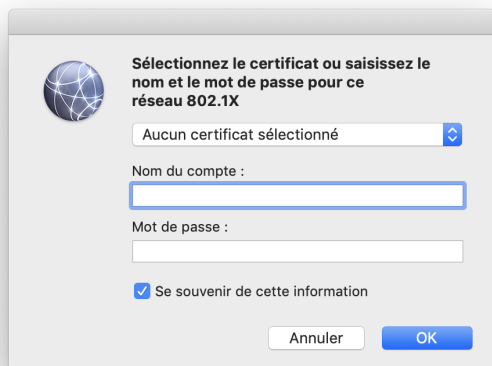 Sélectionnez le certificat ou saisissez le
nom et le mot de passe pour ce
réseau 802.1X
Aucun certificat sélectionné
Nom du compte :
Mot de passe :
Se souvenir de cette information
Annuler
OK